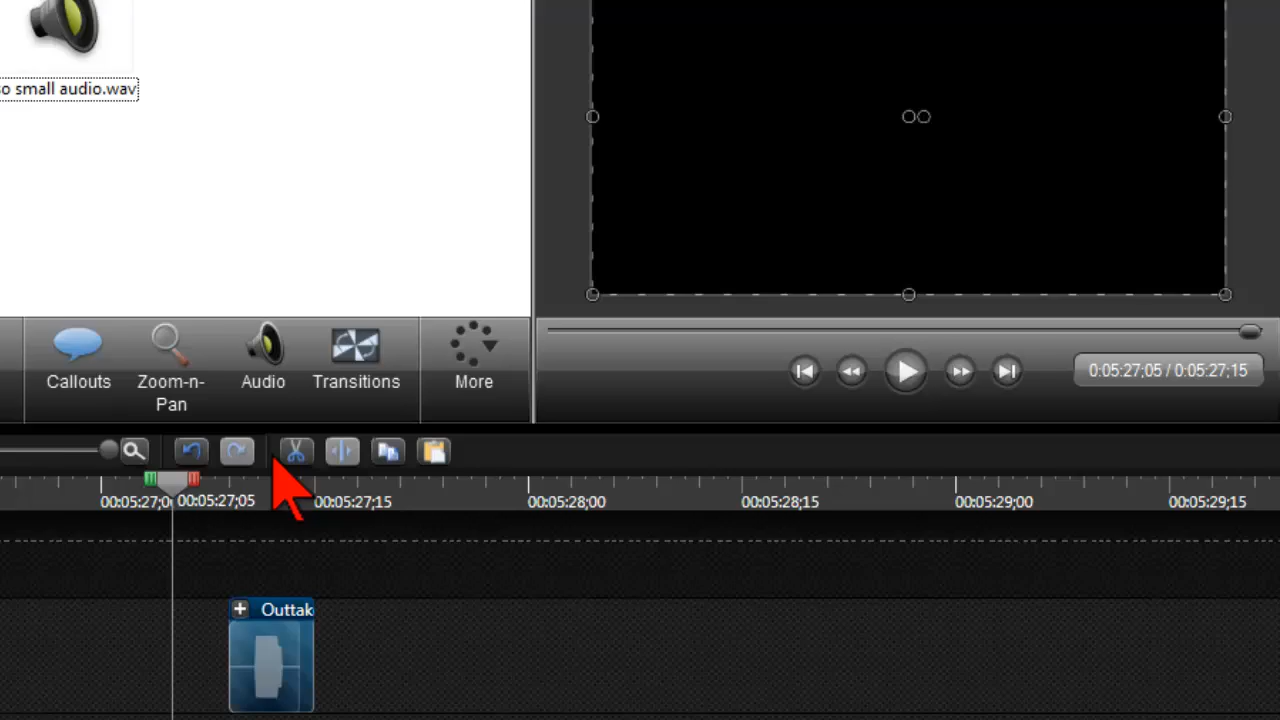 so small audio.wav
Callouts
Zoom-n-
Pan
Audio
Transitions
More
0:05:27;05 / 0:05:27;15
00:05:27;0
00:05:27;05
00:05:27;15
00:05:28;00
00:05:28;15
00:05:29;00
00:05:29;15
Outtak